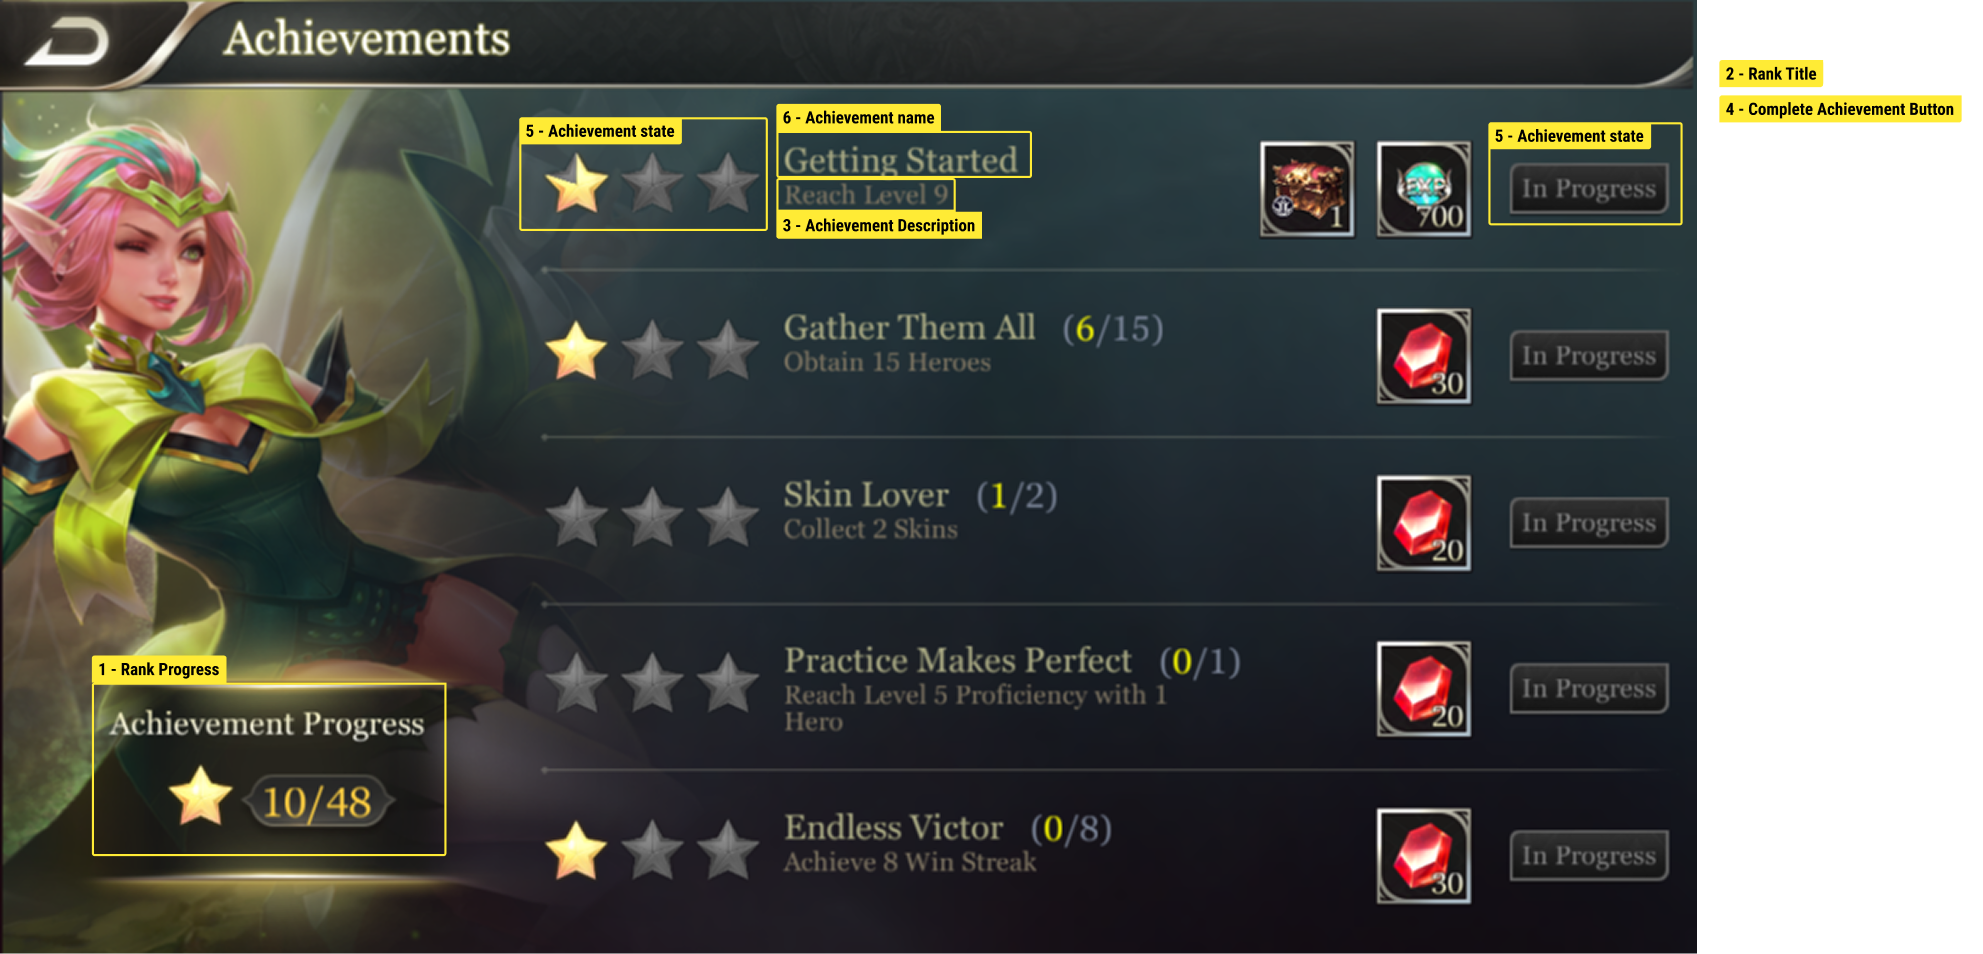 Achievements
2 - Rank Title
4 - Complete Achievement Button
5 - Achievement state
6 - Achievement name
5 - Achievement state
Getting Started
Reach Level 9
3 - Achievement Description
1
EXP
700
In Progress
Gather Them All (6/15)
Obtain 15 Heroes
30
In Progress
Skin Lover (1/2)
Collect 2 Skins
20
In Progress
Practice Makes Perfect (0/1)
Reach Level 5 Proficiency with 1
Hero
20
In Progress
1 - Rank Progress
Achievement Progress
10/48
Endless Victor (0/8)
Achieve 8 Win Streak
30
In Progress